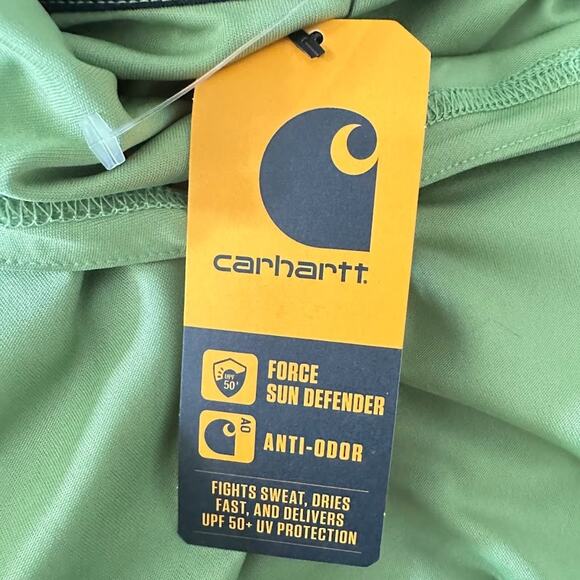 carhartt.
UPF
50+
FORCE
SUN DEFENDER
AO
ANTI-ODOR
FIGHTS SWEAT, DRIES
FAST, AND DELIVERS
UPF 50+ UV PROTECTION